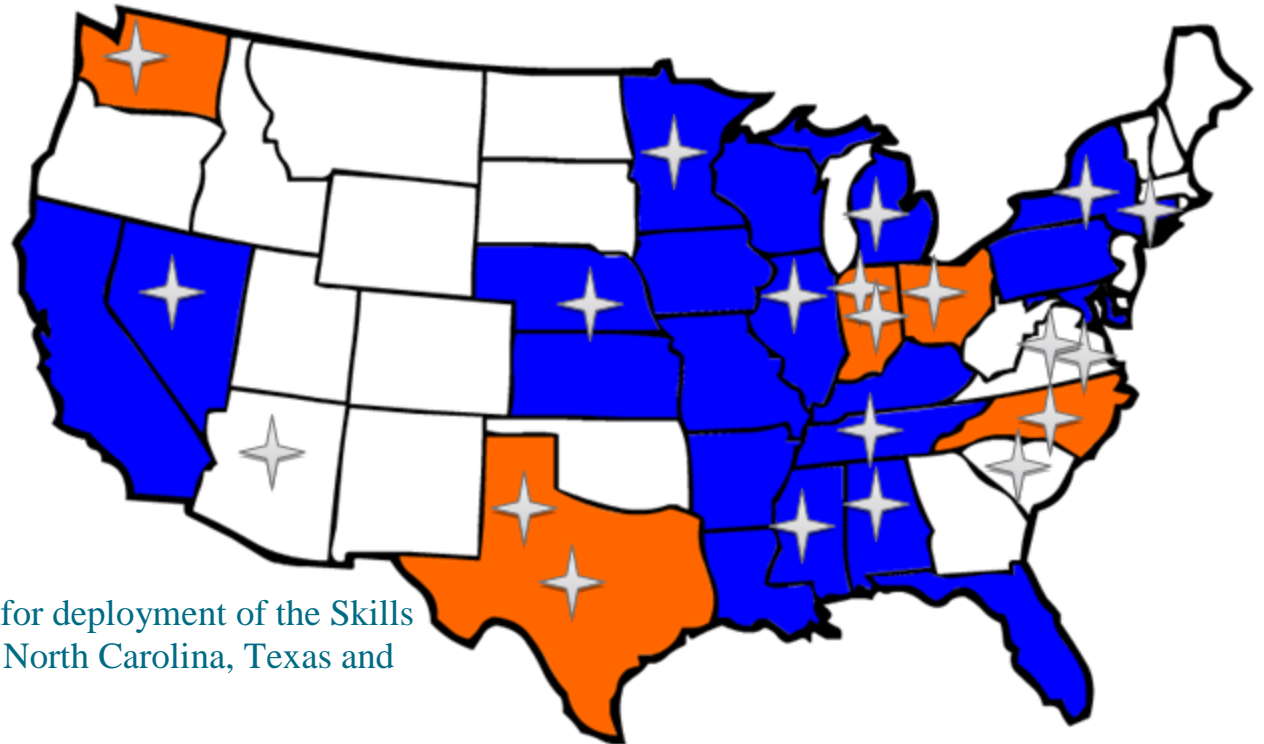 for deployment of the Skills
North Carolina, Texas and